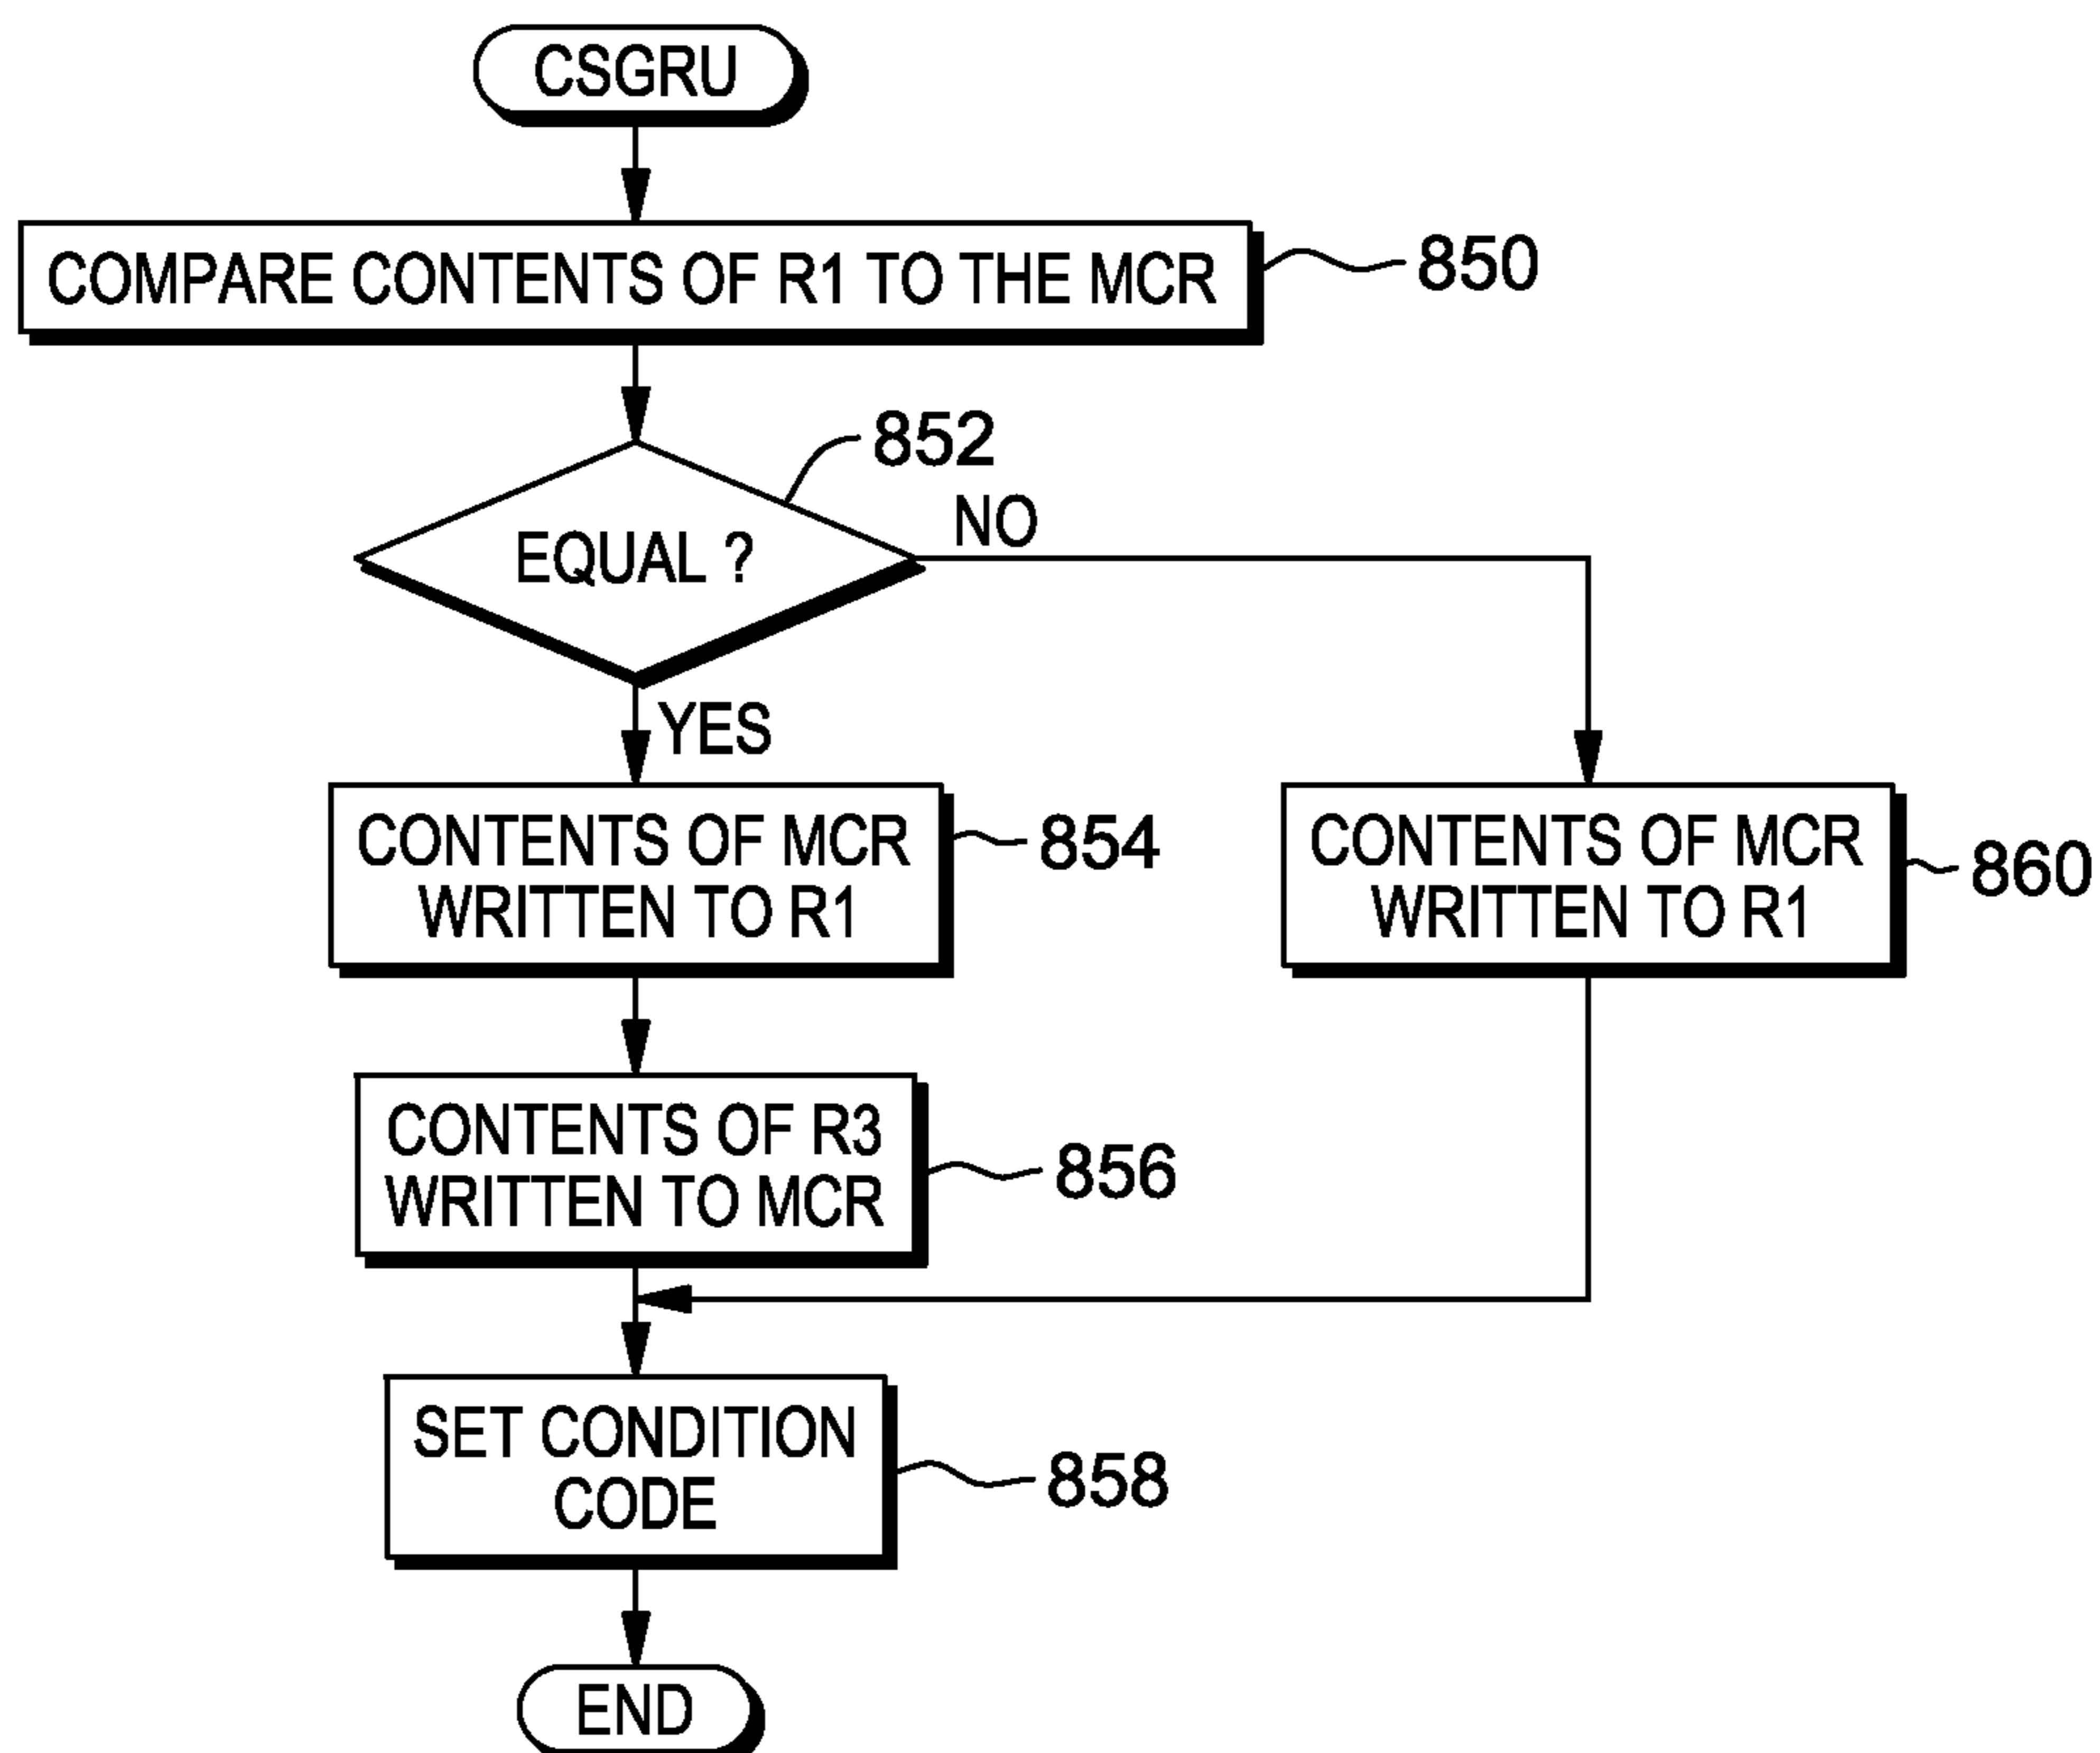 CSGRU
COMPARE CONTENTS OF R1 TO THE MCR
850
852
EQUAL ?
NO
YES
CONTENTS OF MCR
WRITTEN TO R1
854
CONTENTS OF MCR
WRITTEN TO R1
860
CONTENTS OF R3
WRITTEN TO MCR
856
SET CONDITION
CODE
858
END